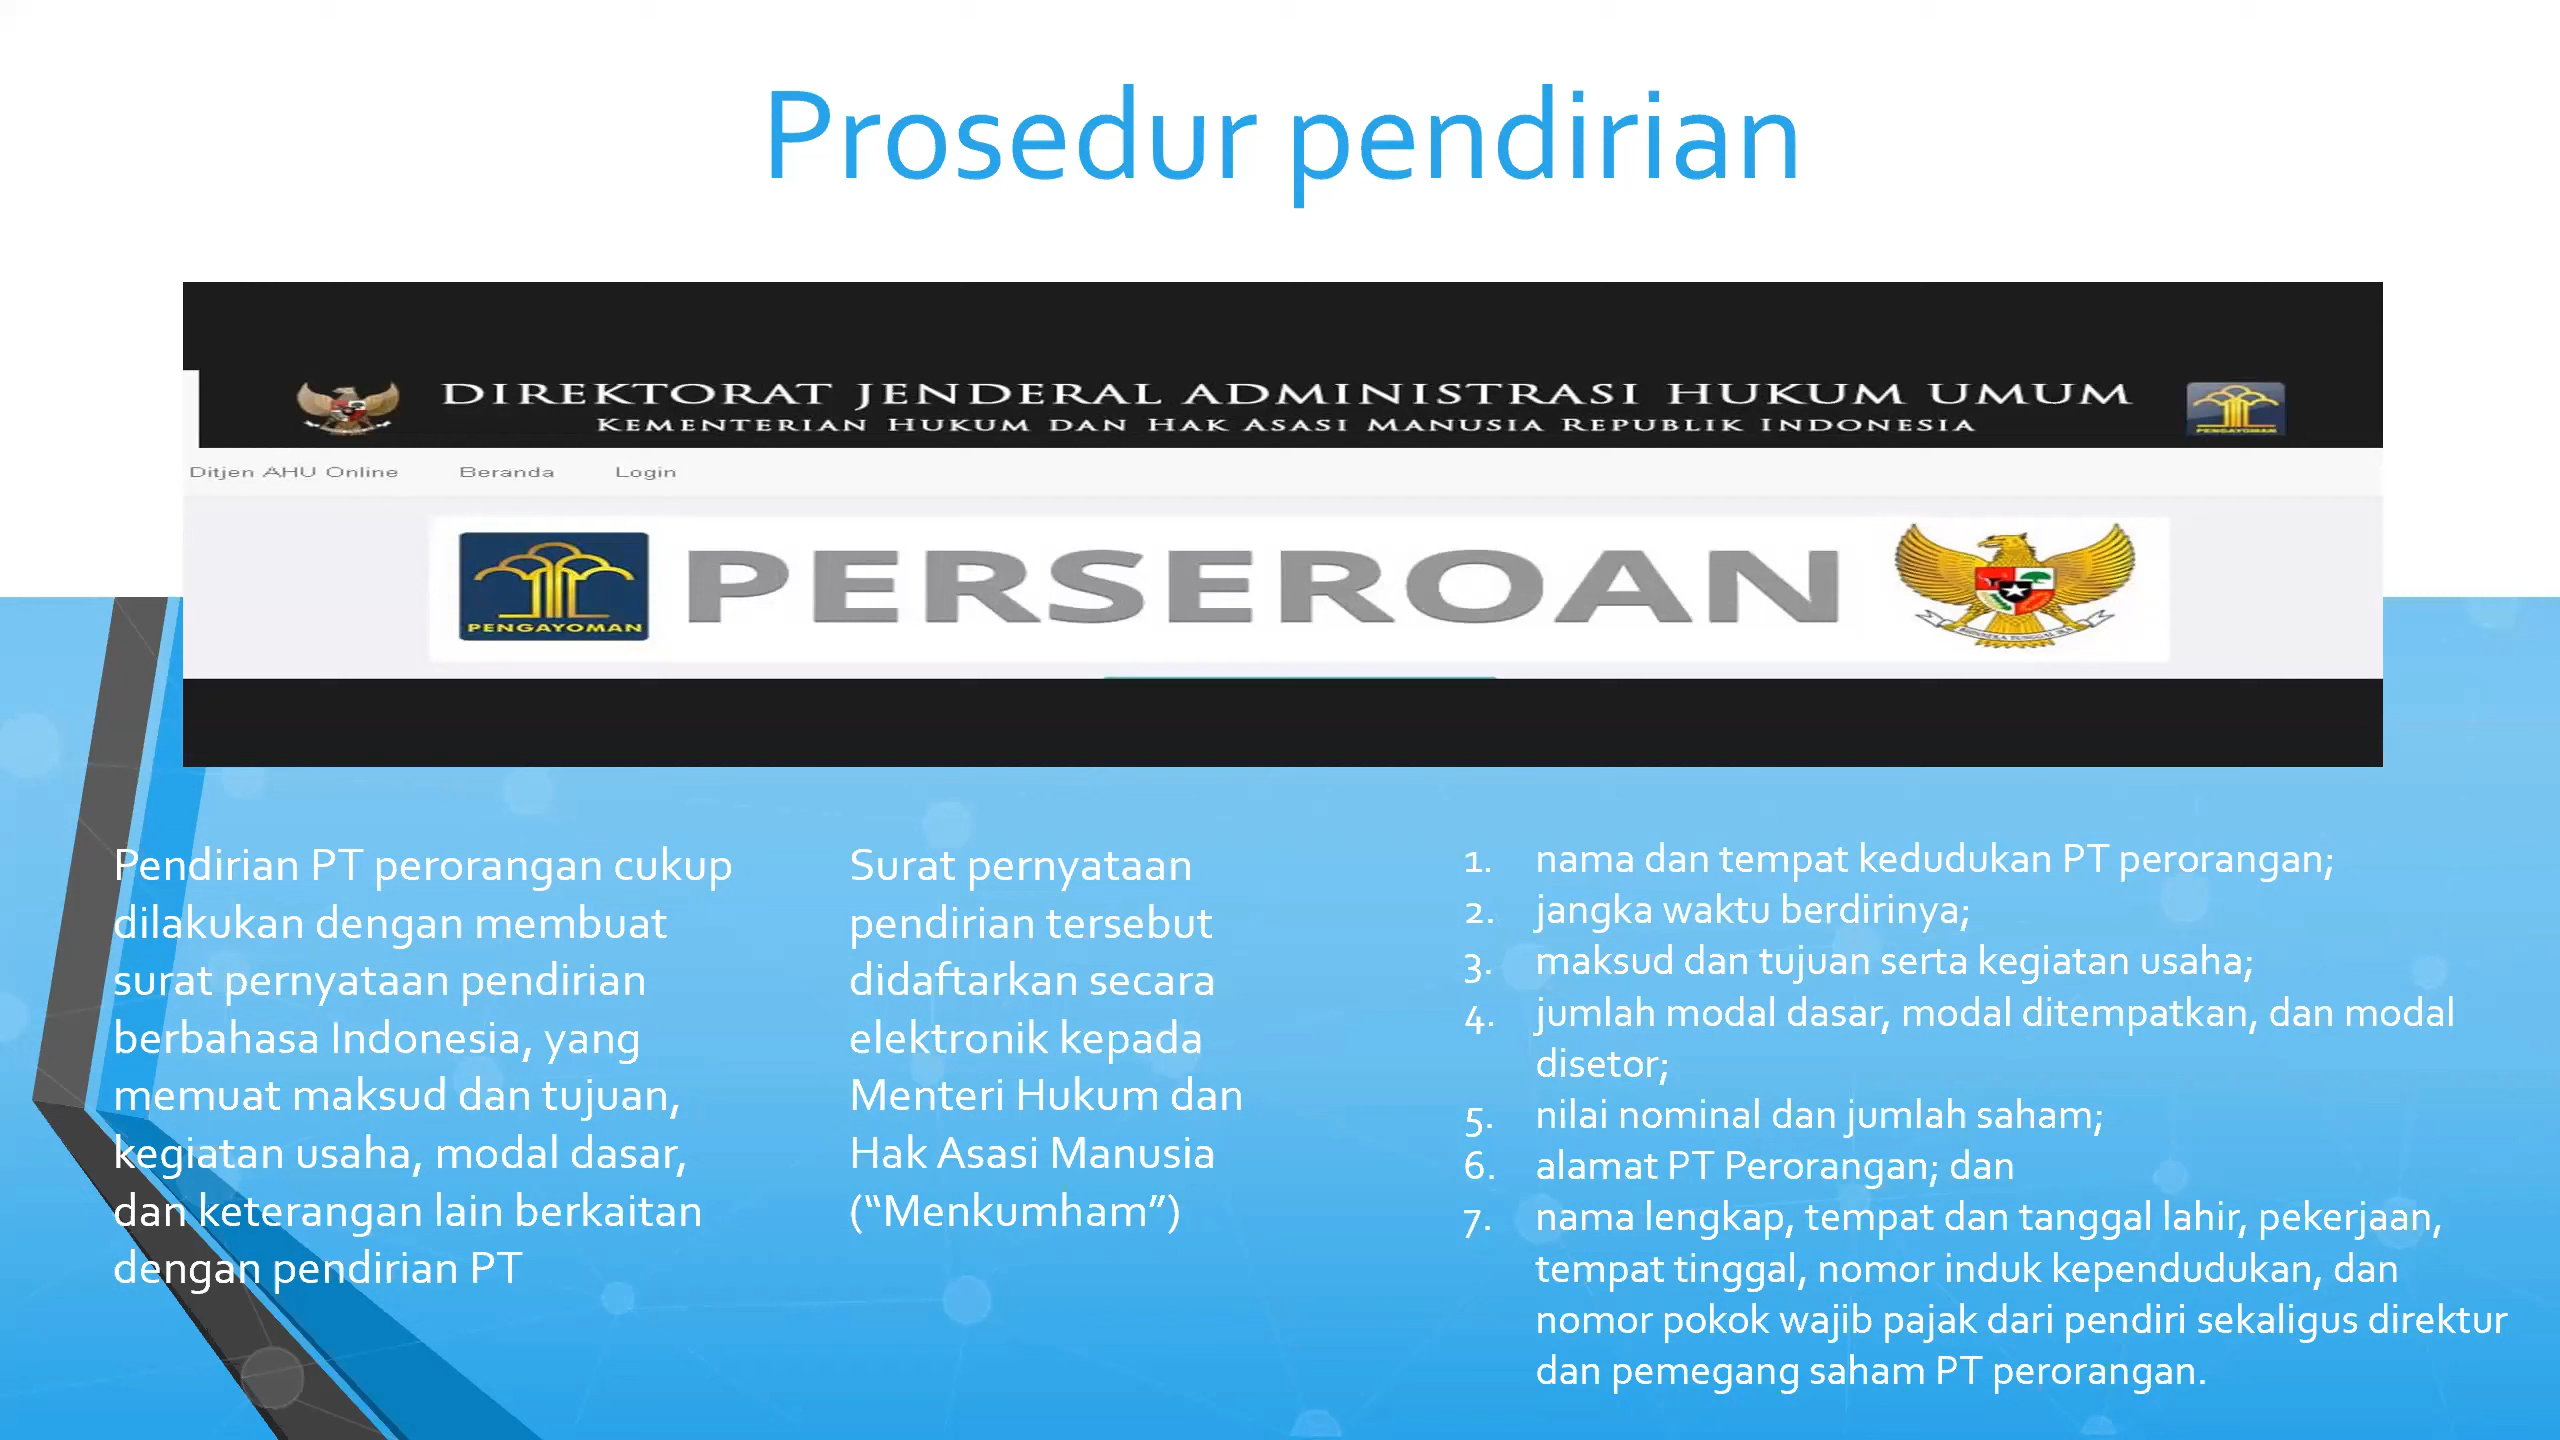 Prosedur pendirian
DIREKTORAT JENDERAL ADMINISTRASI HUKUM UMUM
KEMENTERIAN HUKUM DAN HAK ASASI MANUSIA REPUBLIK INDONESIA
PENGAYOMAN
Ditjen AHU Online Beranda Login
PENGAYOMAN
PERSEROAN
BHINNEKA TUNGGAL IKA
Pendirian PT perorangan cukup
dilakukan dengan membuat
surat pernyataan pendirian
berbahasa Indonesia, yang
memuat maksud dan tujuan,
kegiatan usaha, modal dasar,
dan keterangan lain berkaitan
dengan pendirian PT
Surat pernyataan
pendirian tersebut
didaftarkan secara
elektronik kepada
Menteri Hukum dan
Hak Asasi Manusia
(“Menkumham”)
1. nama dan tempat kedudukan PT perorangan;
2. jangka waktu berdirinya;
3. maksud dan tujuan serta kegiatan usaha;
4. jumlah modal dasar, modal ditempatkan, dan modal
disetor;
5. nilai nominal dan jumlah saham;
6. alamat PT Perorangan; dan
7. nama lengkap, tempat dan tanggal lahir, pekerjaan,
tempat tinggal, nomor induk kependudukan, dan
nomor pokok wajib pajak dari pendiri sekaligus direktur
dan pemegang saham PT perorangan.